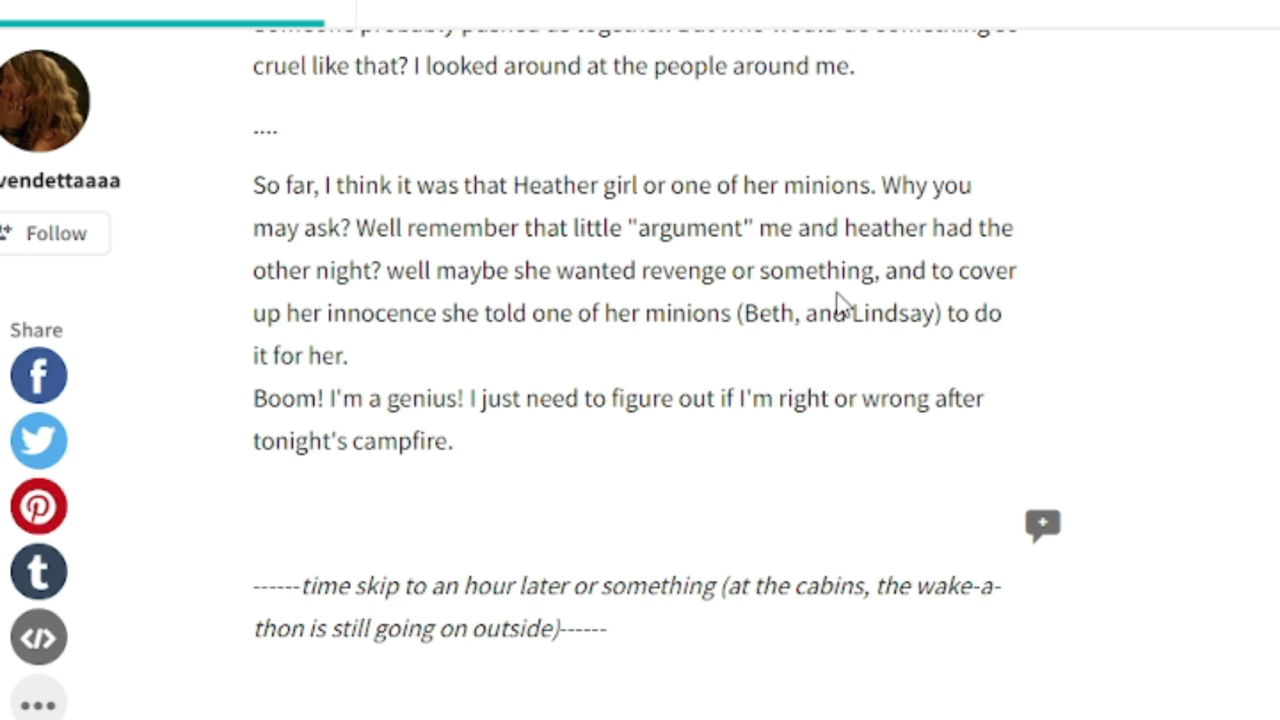 cruel like that? I looked around at the people around me.
....
So far, I think it was that Heather girl or one of her minions. Why you
may ask? Well remember that little "argument" me and heather had the
other night? well maybe she wanted revenge or something, and to cover
up her innocence she told one of her minions (Beth, and Lindsay) to do
it for her.
Boom! I'm a genius! I just need to figure out if I'm right or wrong after
tonight's campfire.
------time skip to an hour later or something (at the cabins, the wake-a-
thon is still going on outside)------
vendettaaaa
Follow
Share